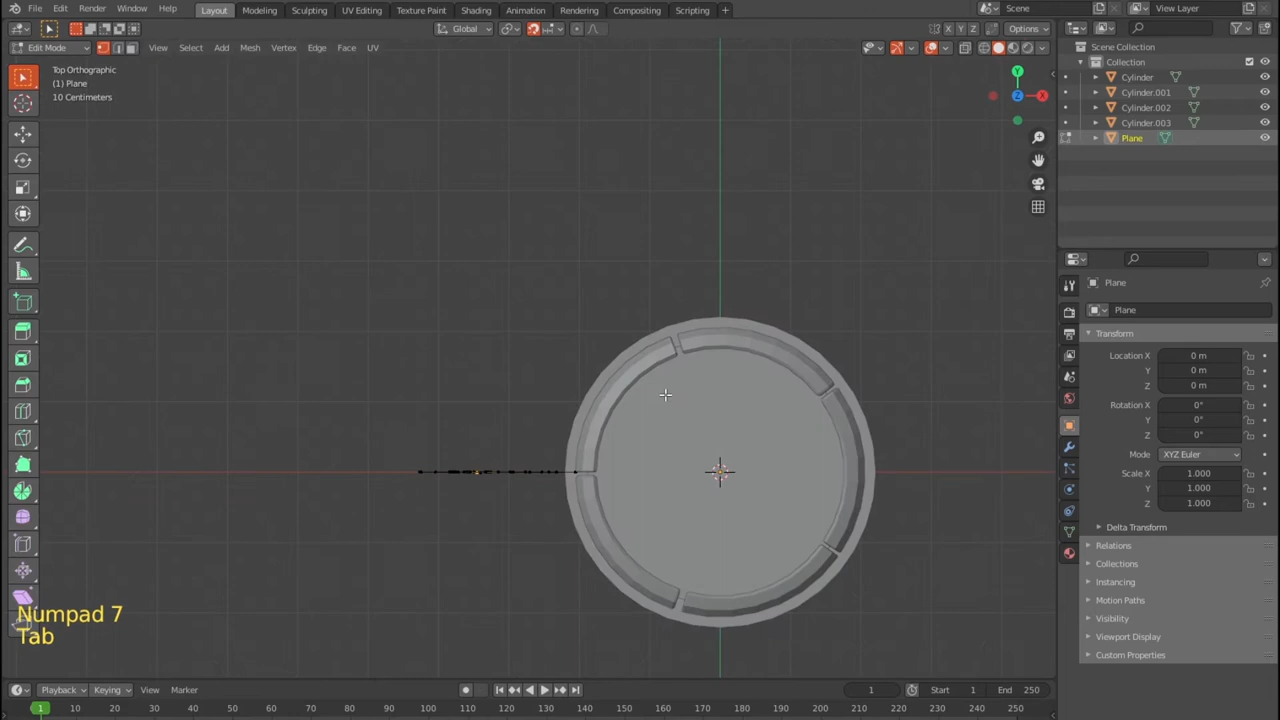 File Edit Render Window Help Layout Modeling Sculpting UV Editing Texture Paint Shading Animation Rendering Compositing Scripting + Scene View Layer
Global Options X Y Z
Edit Mode View Select Add Mesh Vertex Edge Face UV
Scene Collection
Collection
Cylinder
Cylinder.001
Cylinder.002
Cylinder.003
Plane
Top Orthographic
(1) Plane
10 Centimeters
Y
Z
X
Plane
Plane
Transform
Location X 0 m
Y 0 m
Z 0 m
Rotation X 0°
Y 0°
Z 0°
Mode XYZ Euler
Scale X 1.000
Y 1.000
Z 1.000
Delta Transform
Relations
Collections
Instancing
Motion Paths
Visibility
Viewport Display
Custom Properties
Numpad 7
Tab
Playback Keying View Marker 1 Start 1 End 250
1 10 20 30 40 50 60 70 80 90 100 110 120 130 140 150 160 170 180 190 200 210 220 230 240 250